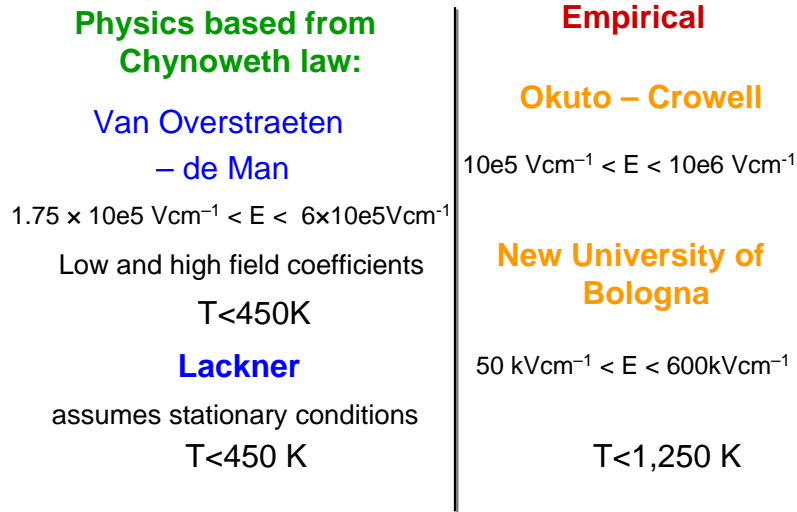 Physics based from
Chynoweth law:
Van Overstraeten
– de Man
1.75 × 10e5 Vcm⁻¹ < E < 6×10e5Vcm⁻¹
Low and high field coefficients
T<450K
Lackner
assumes stationary conditions
T<450 K
Empirical
Okuto – Crowell
10e5 Vcm⁻¹ < E < 10e6 Vcm⁻¹
New University of
Bologna
50 kVcm⁻¹ < E < 600kVcm⁻¹
T<1,250 K